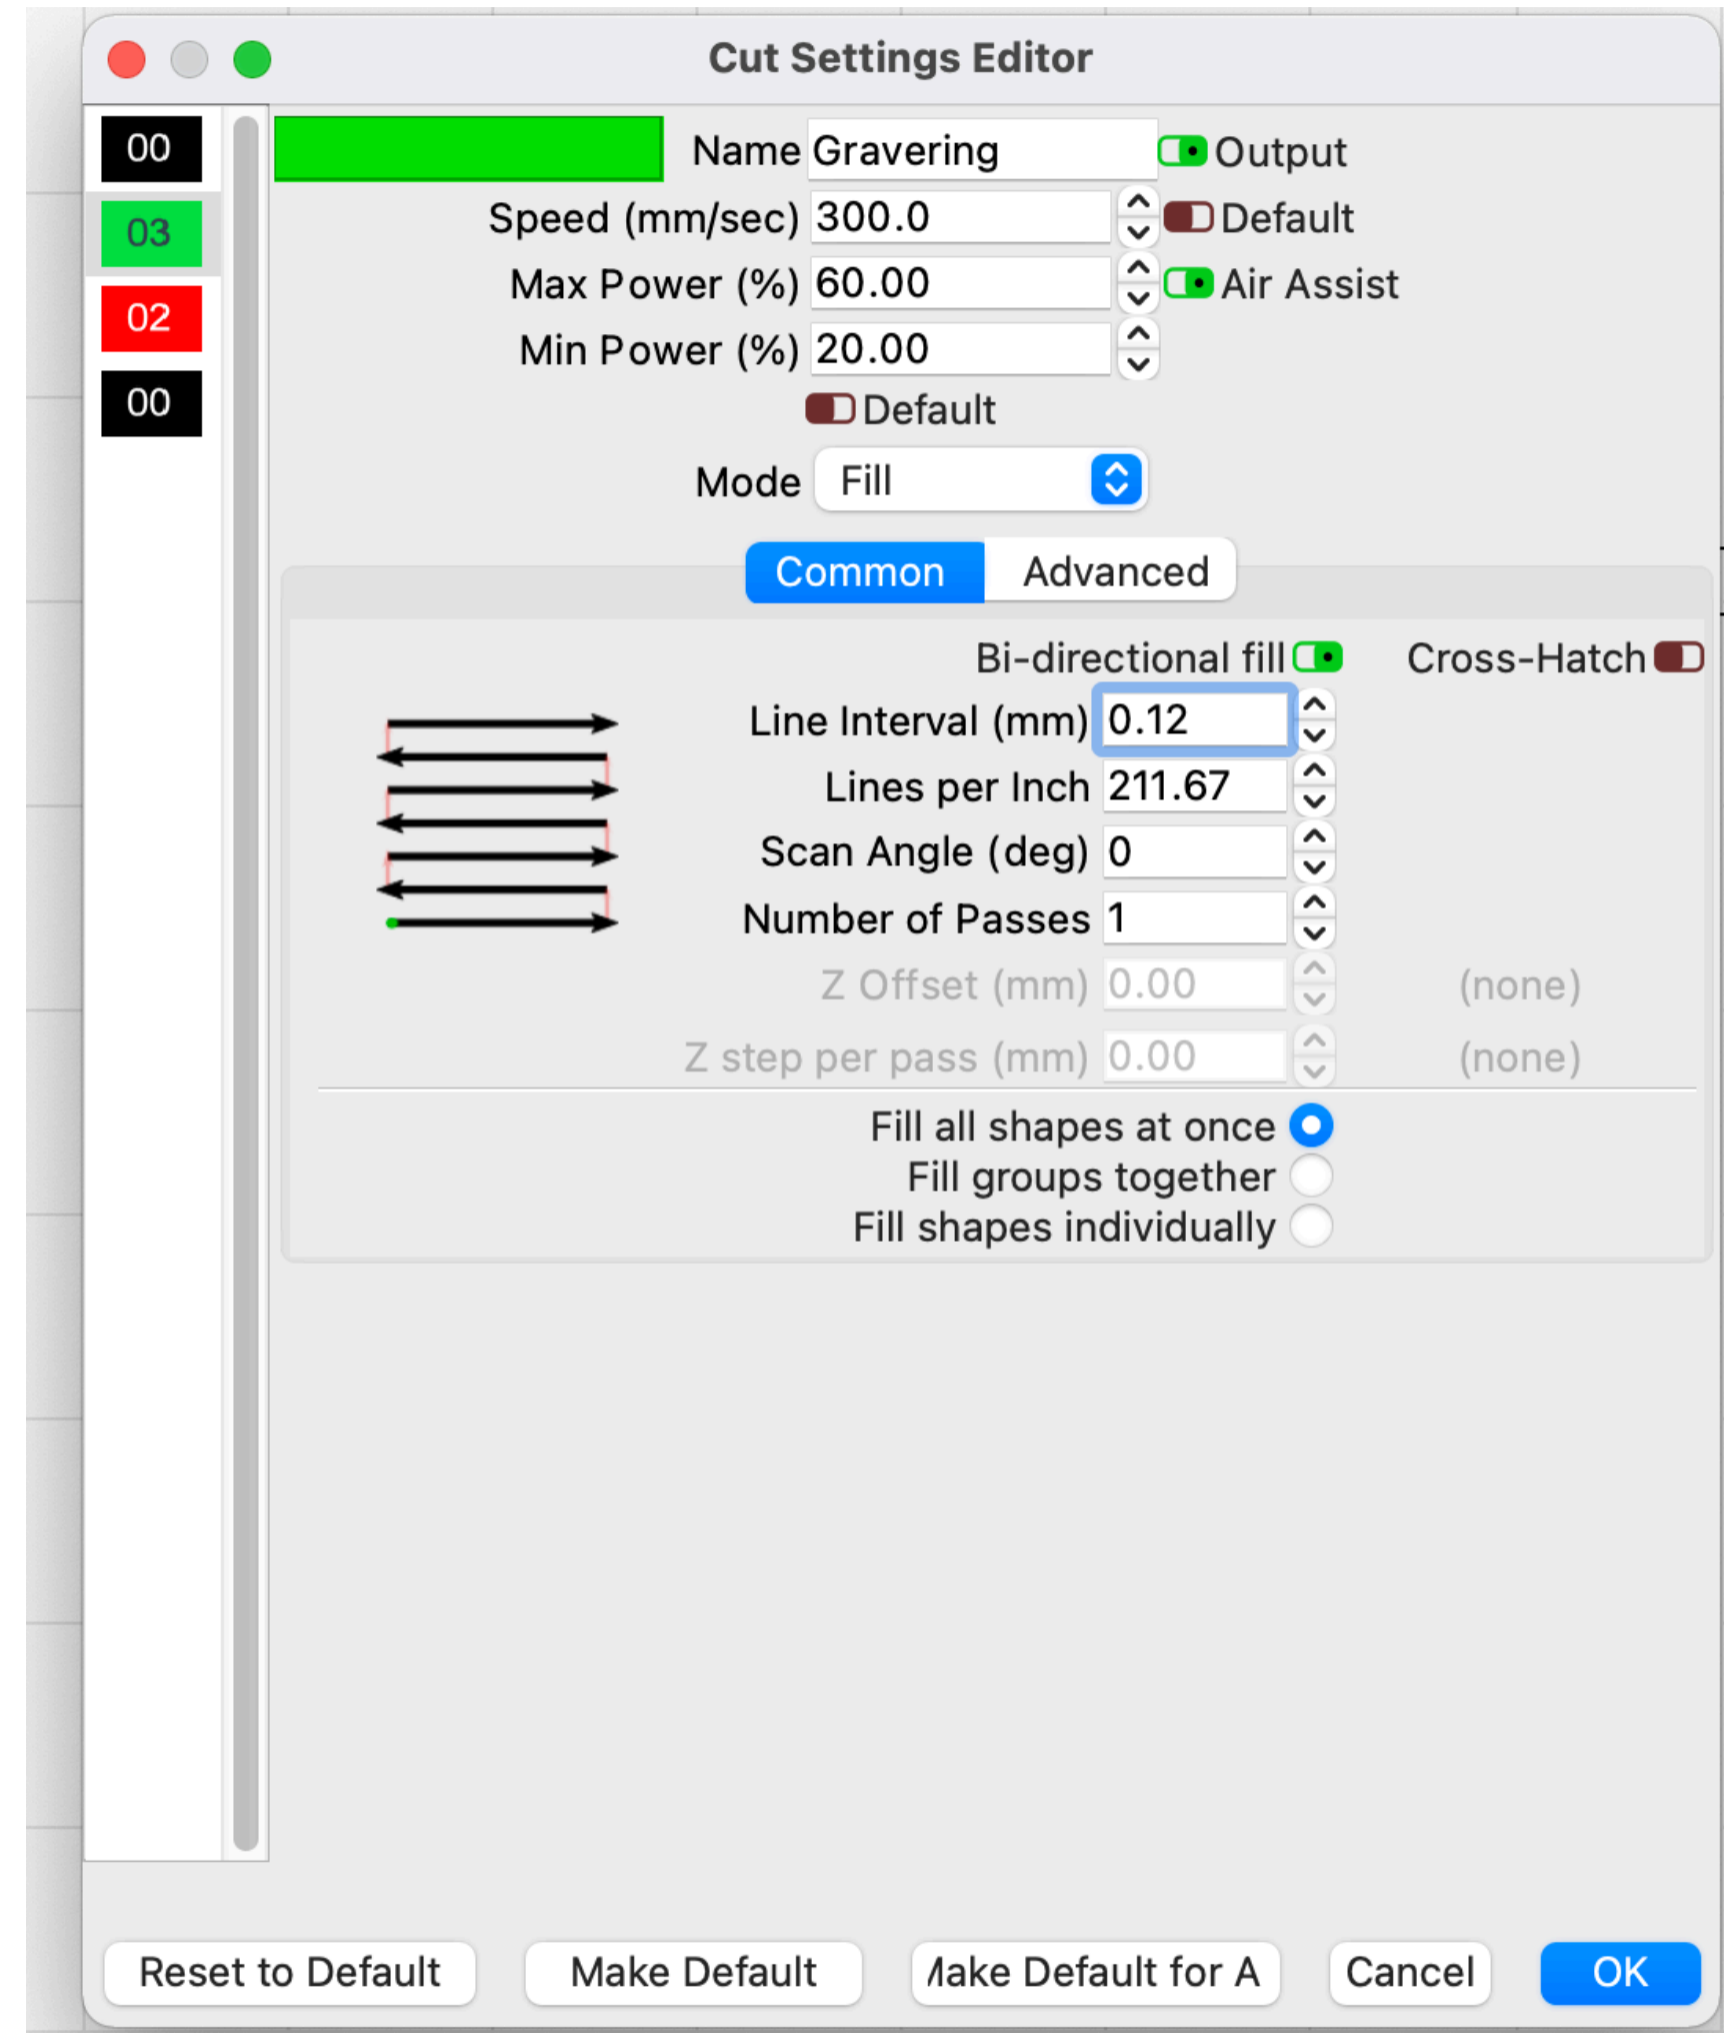 Cut Settings Editor
00
03
02
00
Name Gravering Output
Speed (mm/sec) 300.0 Default
Max Power (%) 60.00 Air Assist
Min Power (%) 20.00
Default
Mode Fill
Common Advanced
Bi-directional fill Cross-Hatch
Line Interval (mm) 0.12
Lines per Inch 211.67
Scan Angle (deg) 0
Number of Passes 1
Z Offset (mm) 0.00 (none)
Z step per pass (mm) 0.00 (none)
Fill all shapes at once
Fill groups together
Fill shapes individually
Reset to Default Make Default Make Default for A Cancel OK